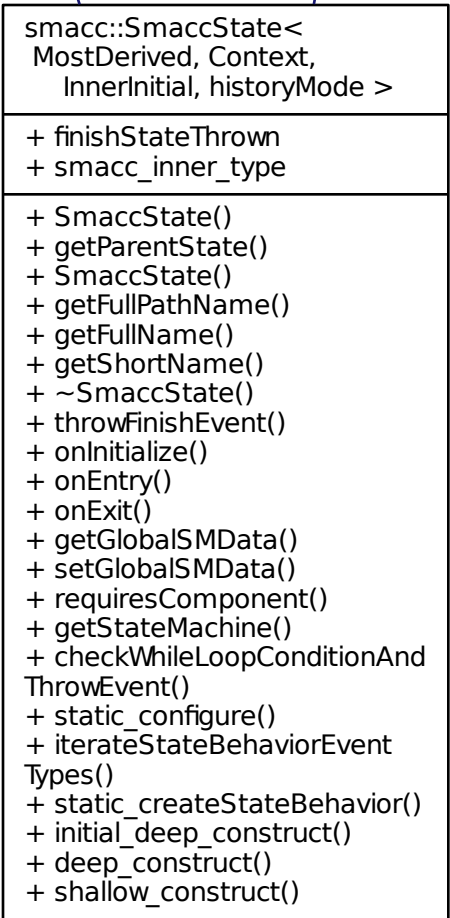 smacc::SmaccState<
MostDerived, Context,
InnerInitial, historyMode >
+ finishStateThrown
+ smacc_inner_type
+ SmaccState()
+ getParentState()
+ SmaccState()
+ getFullPathName()
+ getFullName()
+ getShortName()
+ ~SmaccState()
+ throwFinishEvent()
+ onInitialize()
+ onEntry()
+ onExit()
+ getGlobalSMData()
+ setGlobalSMData()
+ requiresComponent()
+ getStateMachine()
+ checkWhileLoopConditionAnd
ThrowEvent()
+ static_configure()
+ iterateStateBehaviorEvent
Types()
+ static_createStateBehavior()
+ initial_deep_construct()
+ deep_construct()
+ shallow_construct()